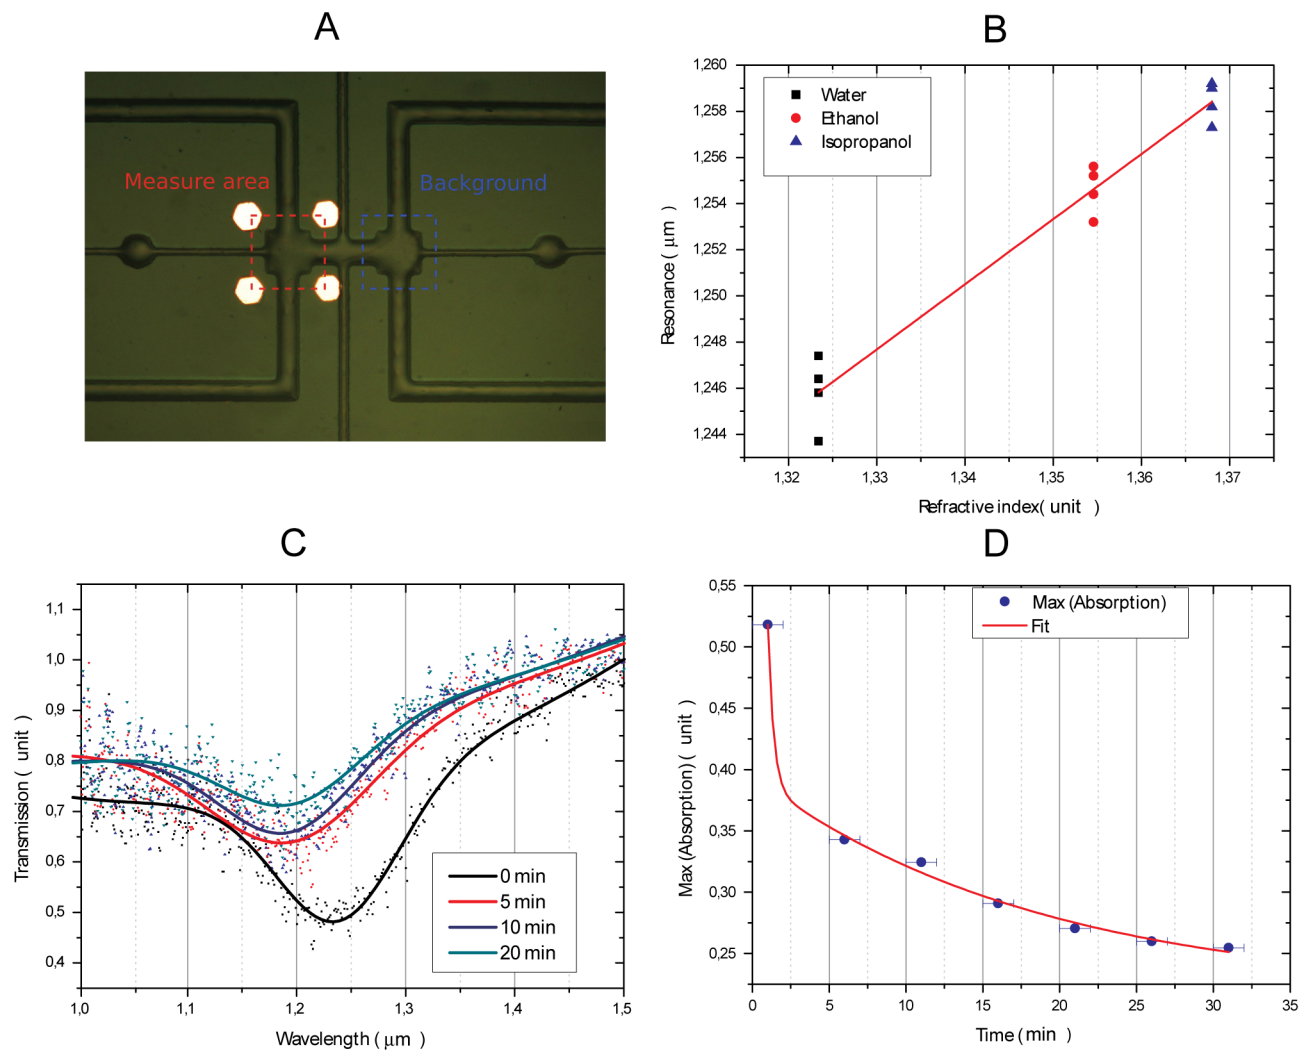 A
Measure area
Background
B
1,260
1,258
1,256
1,254
1,252
1,250
1,248
1,246
1,244
Resonance ( μm )
Water
Ethanol
Isopropanol
1,32
1,33
1,34
1,35
1,36
1,37
Refractive index( unit )
C
1,1
1,0
0,9
0,8
0,7
0,6
0,5
0,4
Transmission ( unit )
0 min
5 min
10 min
20 min
1,0
1,1
1,2
1,3
1,4
1,5
Wavelength ( μm )
D
0,55
0,50
0,45
0,40
0,35
0,30
0,25
Max (Absorption) ( unit )
Max (Absorption)
Fit
0
5
10
15
20
25
30
35
Time ( min )